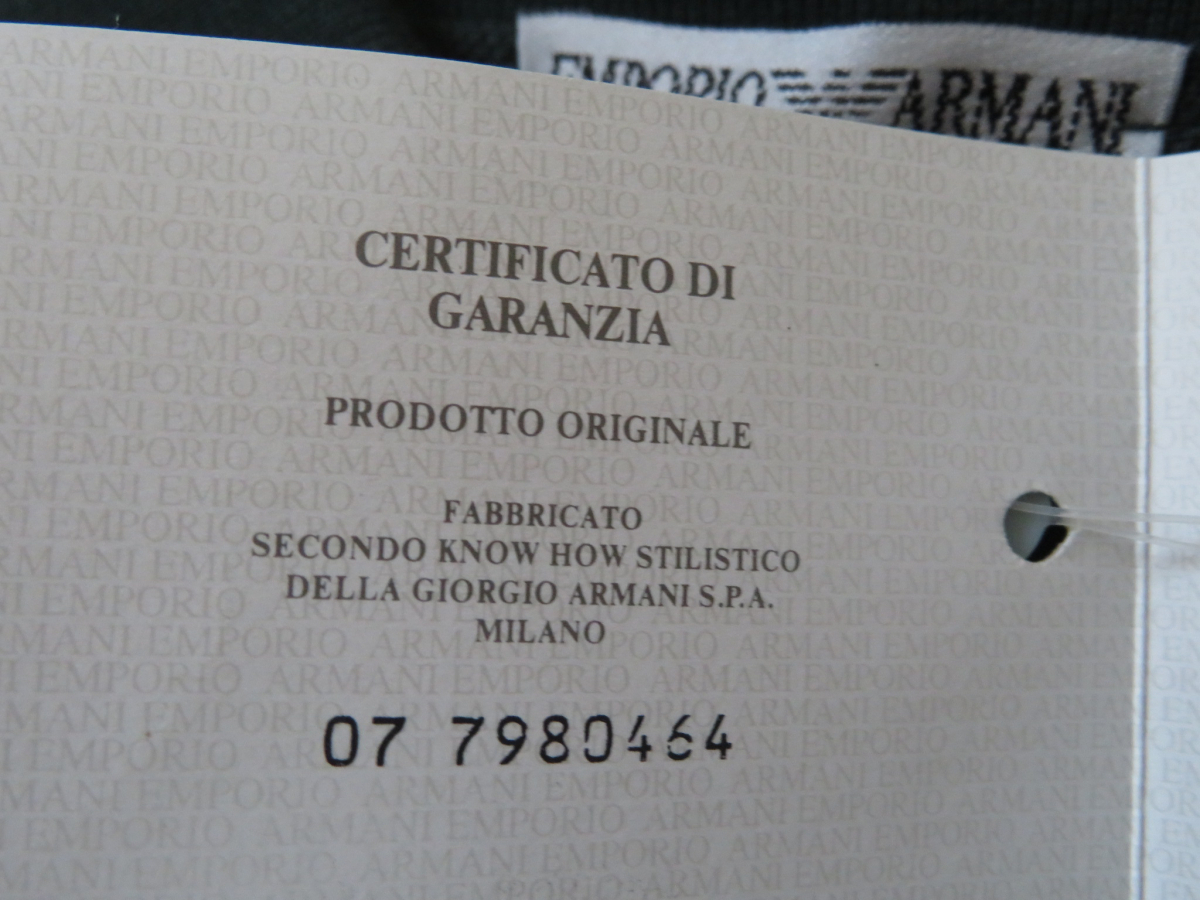 EMPORIO ARMANI
CERTIFICATO DI
GARANZIA
PRODOTTO ORIGINALE
FABBRICATO
SECONDO KNOW HOW STILISTICO
DELLA GIORGIO ARMANI S.P.A.
MILANO
07 7980464